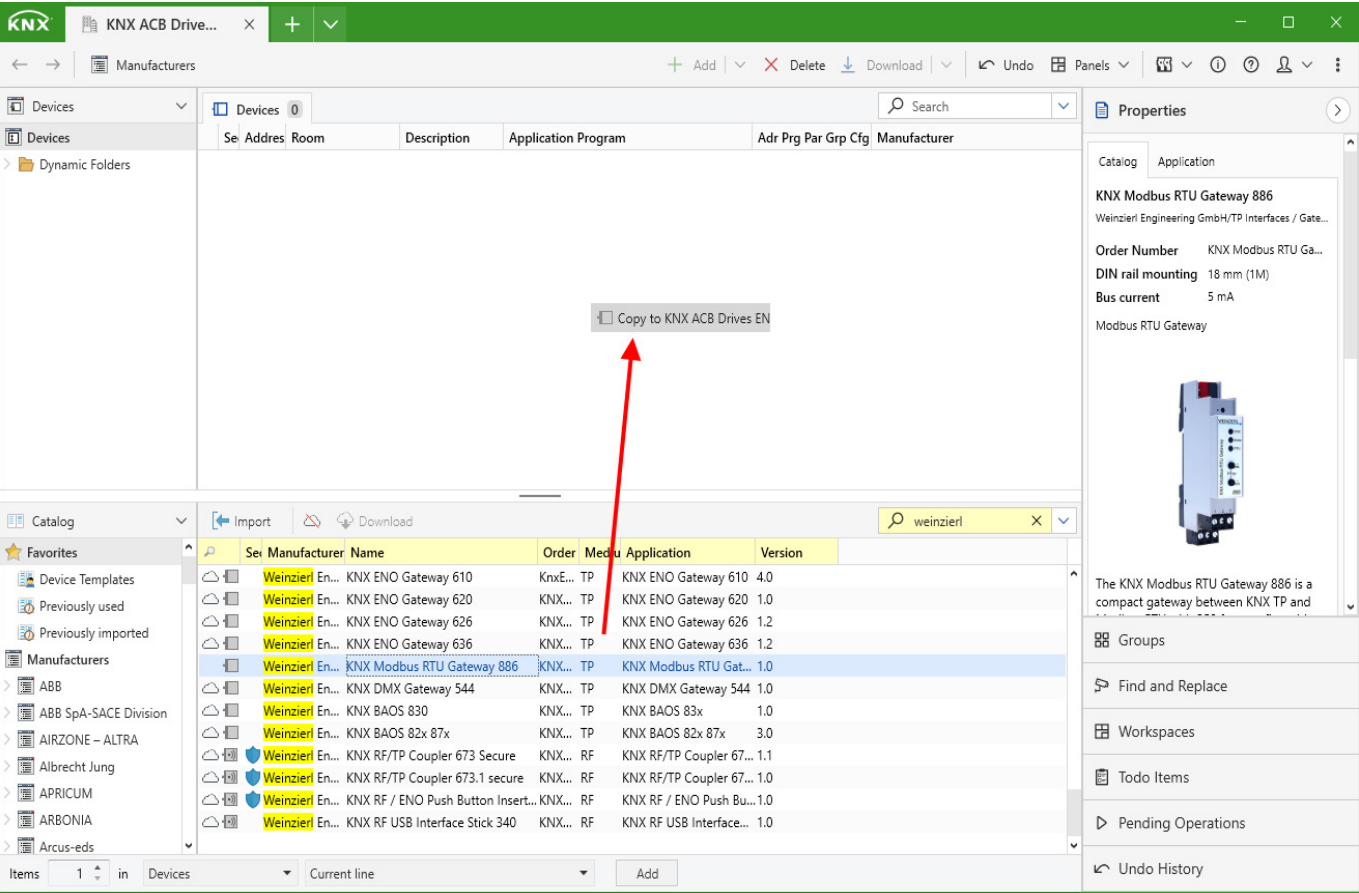 KNX KNX ACB Drive...
Manufacturers Add Delete Download Undo Panels
Devices
Devices
Dynamic Folders
Devices 0 Search
Addres Room Description Application Program Adr Prg Par Grp Cfg Manufacturer
Copy to KNX ACB Drives EN
Properties
Catalog Application
KNX Modbus RTU Gateway 886
Weinzierl Engineering GmbH/TP Interfaces / Gate...
Order Number KNX Modbus RTU Ga...
DIN rail mounting 18 mm (1M)
Bus current 5 mA
Modbus RTU Gateway
The KNX Modbus RTU Gateway 886 is a
compact gateway between KNX TP and
Groups
Find and Replace
Workspaces
Todo Items
Pending Operations
Undo History
Catalog
Favorites
Device Templates
Previously used
Previously imported
Manufacturers
ABB
ABB SpA-SACE Division
AIRZONE – ALTRA
Albrecht Jung
APRICUM
ARBONIA
Arcus-eds
Import Download weinzierl
Manufacturer Name Order Mediu Application Version
Weinzierl En... KNX ENO Gateway 610 KnxE... TP KNX ENO Gateway 610 4.0
Weinzierl En... KNX ENO Gateway 620 KNX... TP KNX ENO Gateway 620 1.0
Weinzierl En... KNX ENO Gateway 626 KNX... TP KNX ENO Gateway 626 1.2
Weinzierl En... KNX ENO Gateway 636 KNX... TP KNX ENO Gateway 636 1.2
Weinzierl En... KNX Modbus RTU Gateway 886 KNX... TP KNX Modbus RTU Gat... 1.0
Weinzierl En... KNX DMX Gateway 544 KNX... TP KNX DMX Gateway 544 1.0
Weinzierl En... KNX BAOS 830 KNX... TP KNX BAOS 83x 1.0
Weinzierl En... KNX BAOS 82x 87x KNX... TP KNX BAOS 82x 87x 3.0
Weinzierl En... KNX RF/TP Coupler 673 Secure KNX... RF KNX RF/TP Coupler 67... 1.1
Weinzierl En... KNX RF/TP Coupler 673.1 secure KNX... RF KNX RF/TP Coupler 67... 1.0
Weinzierl En... KNX RF / ENO Push Button Insert... KNX... RF KNX RF / ENO Push Bu... 1.0
Weinzierl En... KNX RF USB Interface Stick 340 KNX... RF KNX RF USB Interface... 1.0
Items 1 in Devices Current line Add